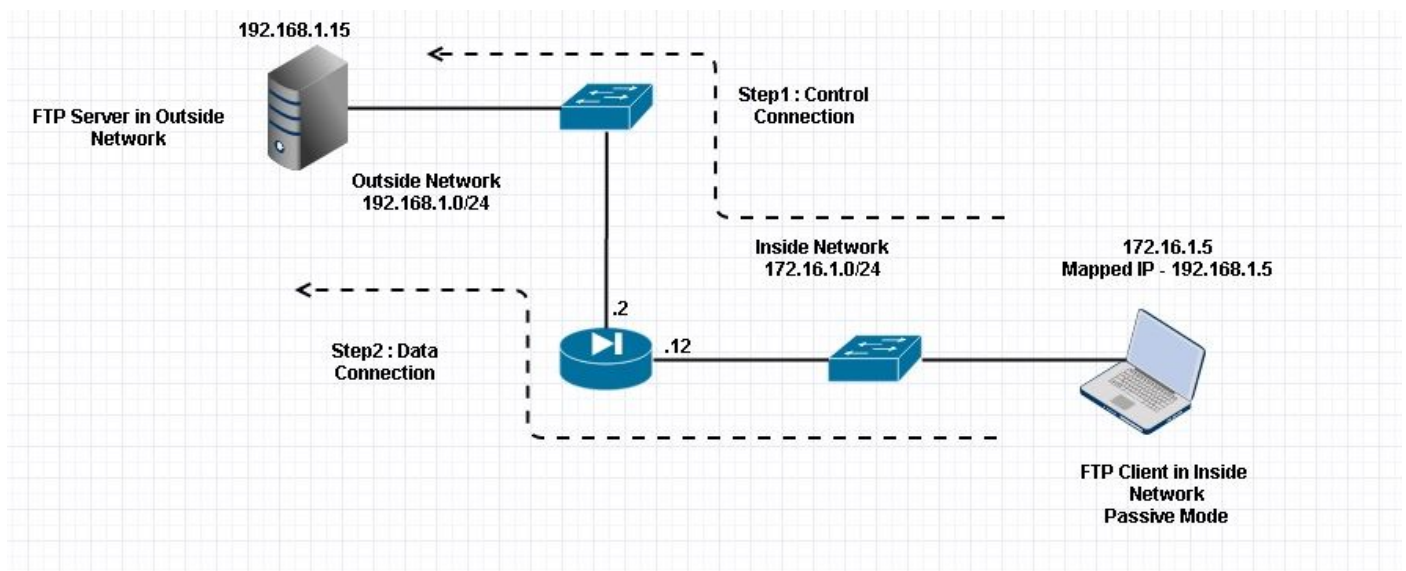 192.168.1.15
FTP Server in Outside
Network
Step1 : Control
Connection
Outside Network
192.168.1.0/24
Inside Network
172.16.1.0/24
172.16.1.5
Mapped IP - 192.168.1.5
.2
.12
Step2 : Data
Connection
FTP Client in Inside
Network
Passive Mode